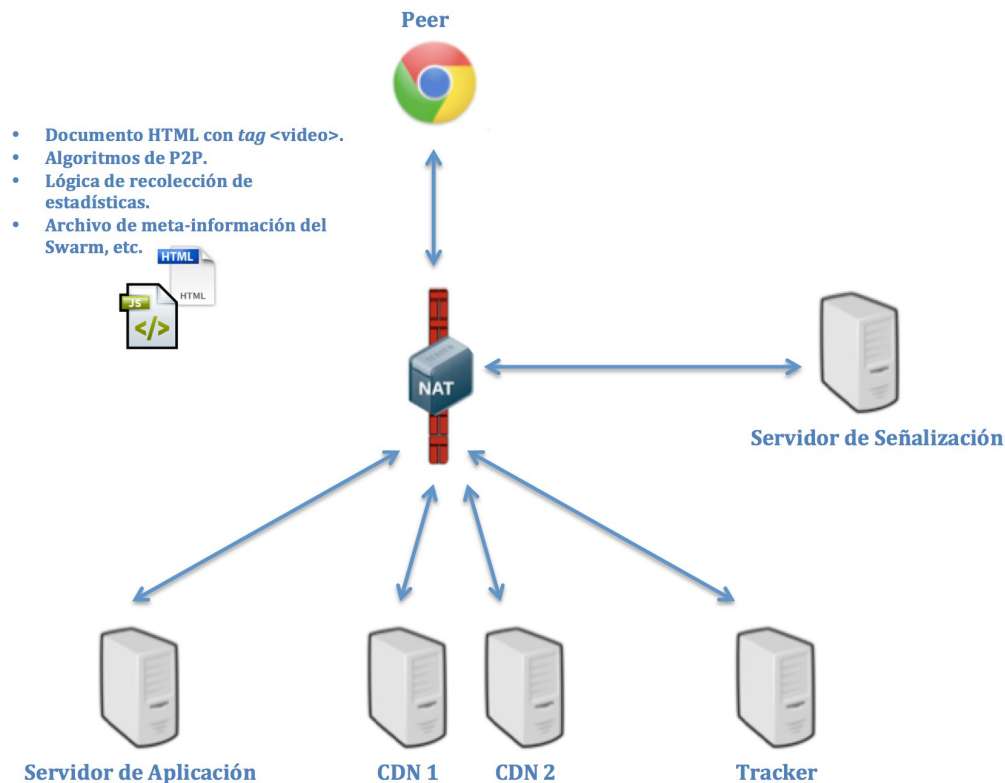 Peer
• Documento HTML con tag <video>.
• Algoritmos de P2P.
• Lógica de recolección de
estadísticas.
• Archivo de meta-información del
Swarm, etc.
HTML
HTML
JS
</>
SERVER
NAT
Servidor de Señalización
Servidor de Aplicación
CDN 1
CDN 2
Tracker